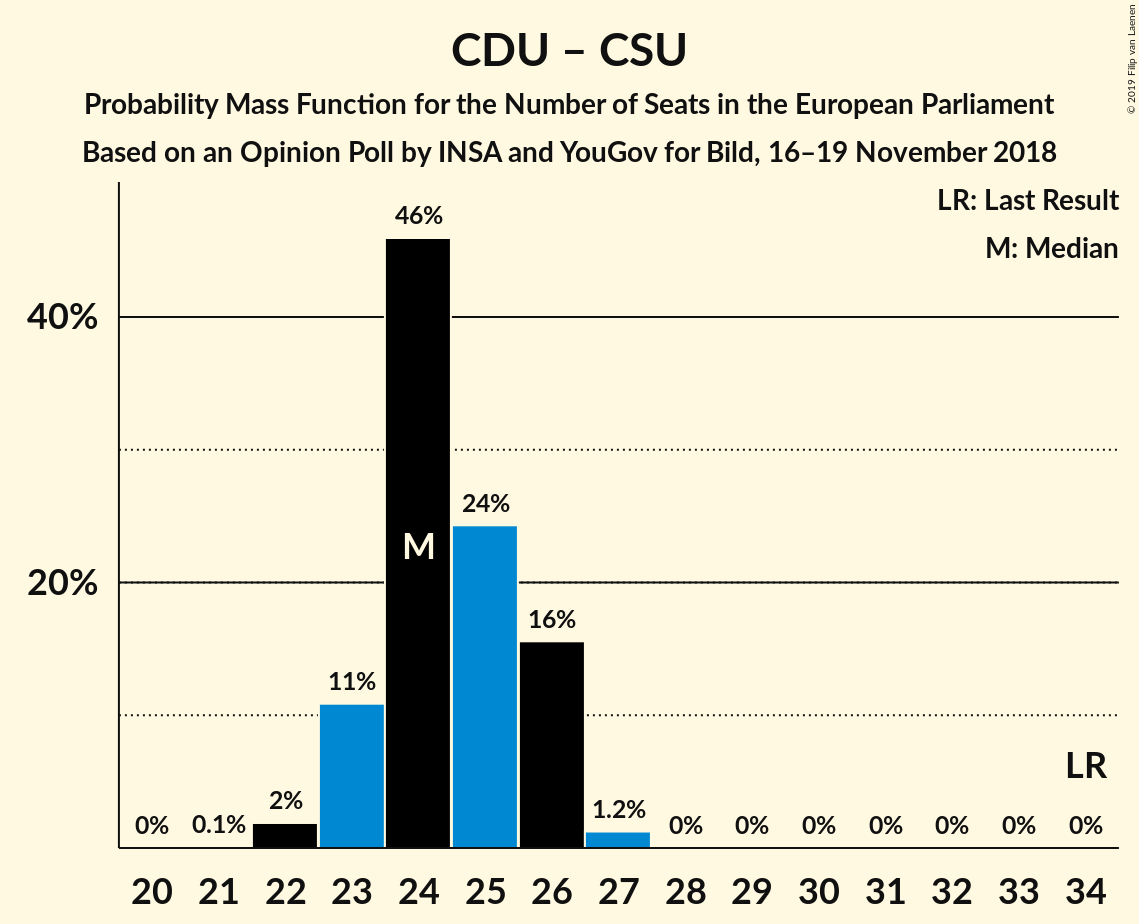 CDU – CSU
Probability Mass Function for the Number of Seats in the European Parliament
Based on an Opinion Poll by INSA and YouGov for Bild, 16–19 November 2018
© 2019 Filip van Laenen
LR: Last Result
M: Median
46%
40%
24%
M
20%
16%
11%
LR
2%
1.2%
0% 0.1% 0% 0% 0% 0% 0% 0% 0%
20 21 22 23 24 25 26 27 28 29 30 31 32 33 34